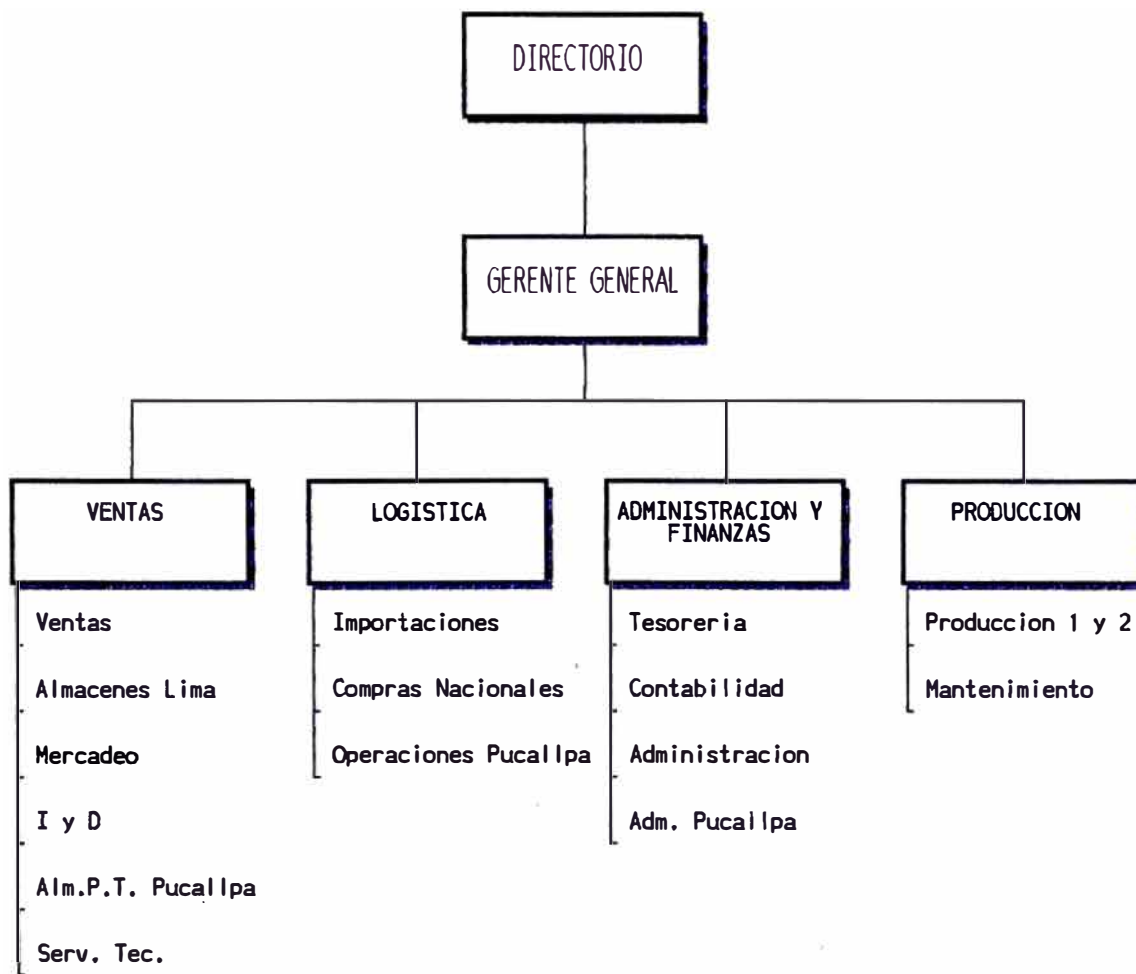 DIRECTORIO
GERENTE GENERAL
VENTAS
Ventas
Almacenes Lima
Mercadeo
I y D
Alm.P.T. Pucallpa
Serv. Tec.
LOGISTICA
Importaciones
Compras Nacionales
Operaciones Pucallpa
ADMINISTRACION Y
FINANZAS
Tesoreria
Contabilidad
Administracion
Adm. Pucallpa
PRODUCCION
Produccion 1 y 2
Mantenimiento